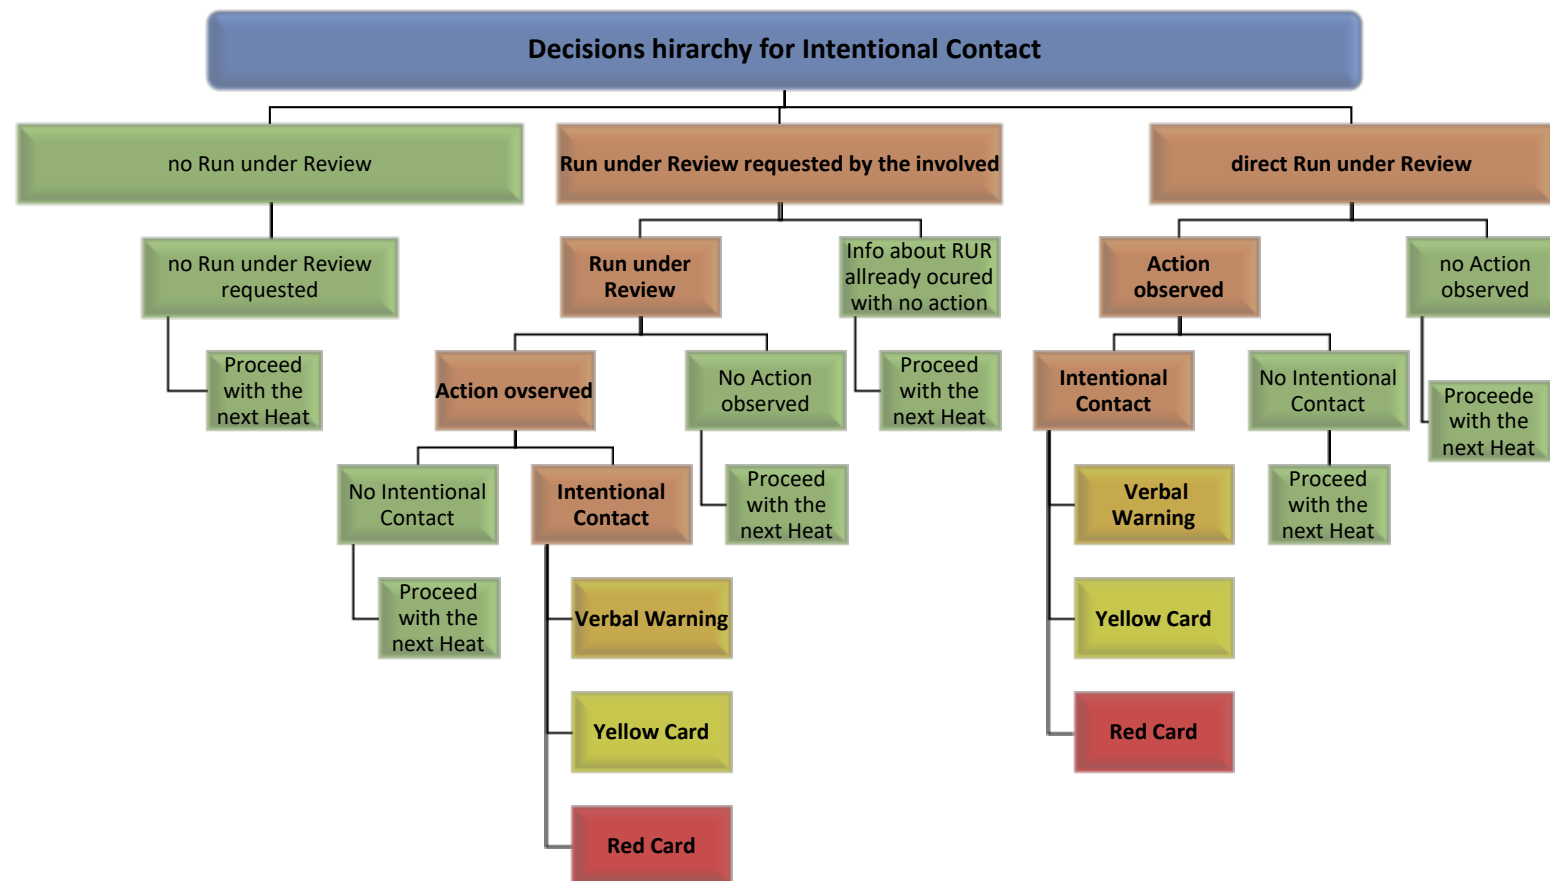 Decisions hirarchy for Intentional Contact
no Run under Review
Run under Review requested by the involved
direct Run under Review
no Run under Review
requested
Run under
Review
Info about RUR
allready ocured
with no action
Action
observed
no Action
observed
Proceed
with the
next Heat
Action ovserved
No Action
observed
Proceed
with the
next Heat
Intentional
Contact
No Intentional
Contact
Proceede
with the
next Heat
No Intentional
Contact
Intentional
Contact
Proceed
with the
next Heat
Verbal
Warning
Proceed
with the
next Heat
Proceed
with the
next Heat
Verbal Warning
Yellow Card
Yellow Card
Red Card
Red Card